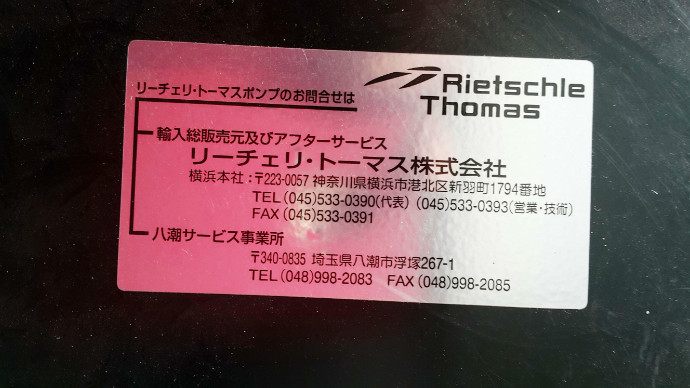 Rietschle
Thomas
リーチェリ・トーマスポンプのお問合せは
輸入総販売元及びアフターサービス
リーチェリ・トーマス株式会社
横浜本社:〒223-0057 神奈川県横浜市港北区新羽町1794番地
TEL(045)533-0390(代表) (045)533-0393(営業・技術)
FAX(045)533-0391
八潮サービス事業所
〒340-0835 埼玉県八潮市浮塚267-1
TEL(048)998-2083 FAX(048)998-2085